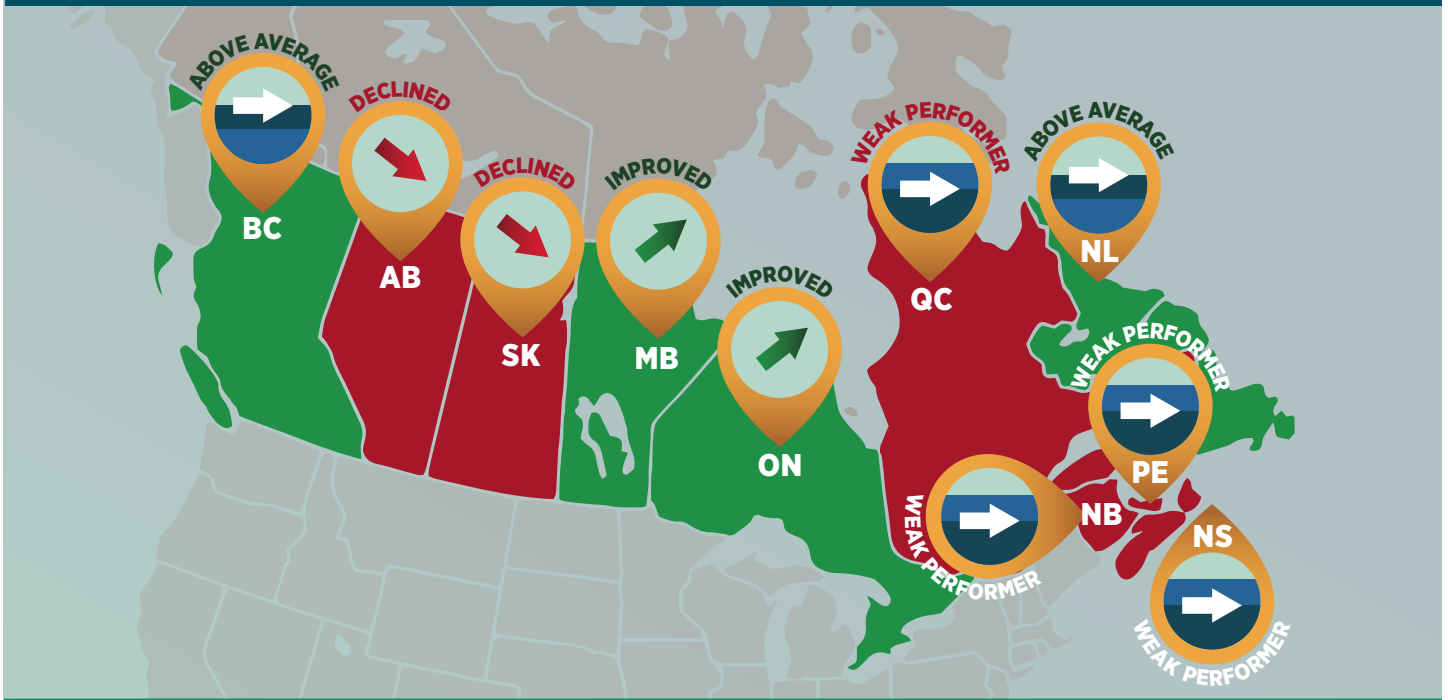 ABOVE AVERAGE
BC
DECLINED
AB
DECLINED
SK
IMPROVED
MB
IMPROVED
ON
WEAK PERFORMER
QC
ABOVE AVERAGE
NL
WEAK PERFORMER
PE
WEAK PERFORMER
NB
NS
WEAK PERFORMER